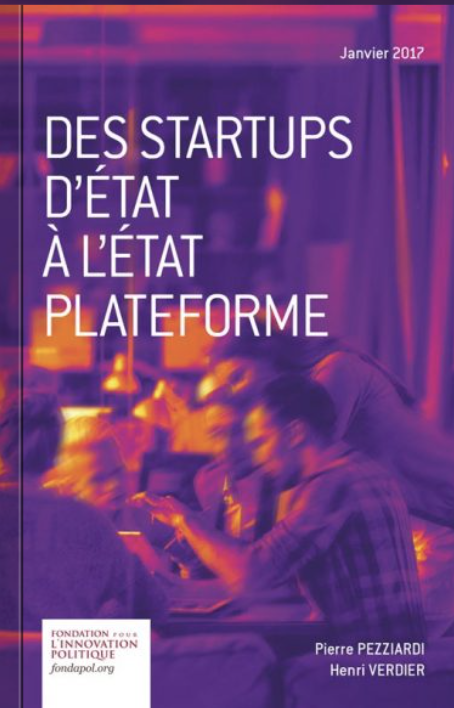 Janvier 2017
DES STARTUPS
D’ÉTAT
À L’ÉTAT
PLATEFORME
FONDATION POUR
L’INNOVATION
POLITIQUE
fondapol.org
Pierre PEZZIARDI
Henri VERDIER